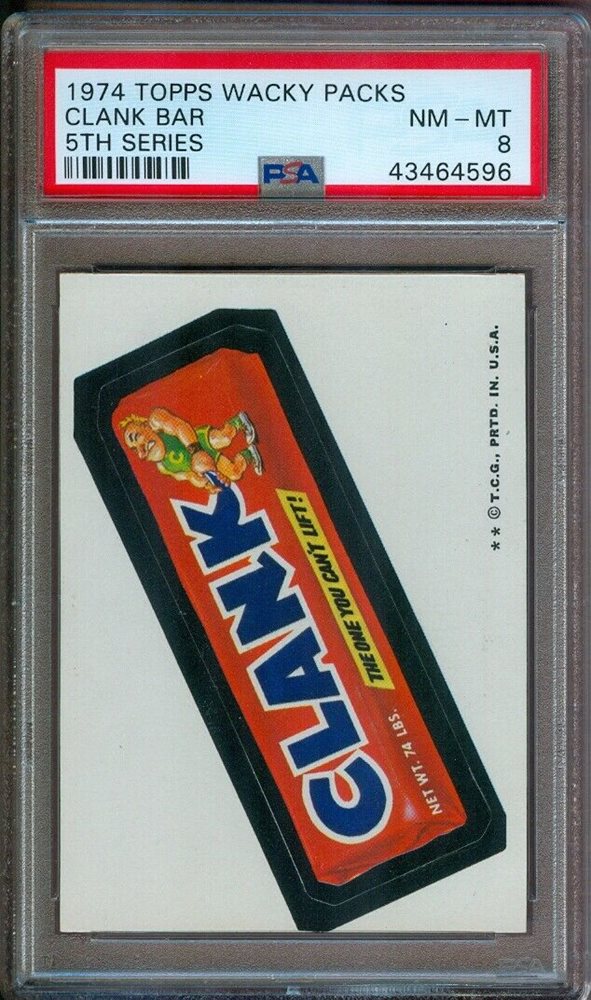 1974 TOPPS WACKY PACKS
CLANK BAR NM – MT
5TH SERIES 8
PSA 43464596
C
CLANK
THE ONE YOU CAN'T LIFT!
NET WT. 74 LBS.
** © T.C.G., PRTD. IN. U.S.A.
PSA